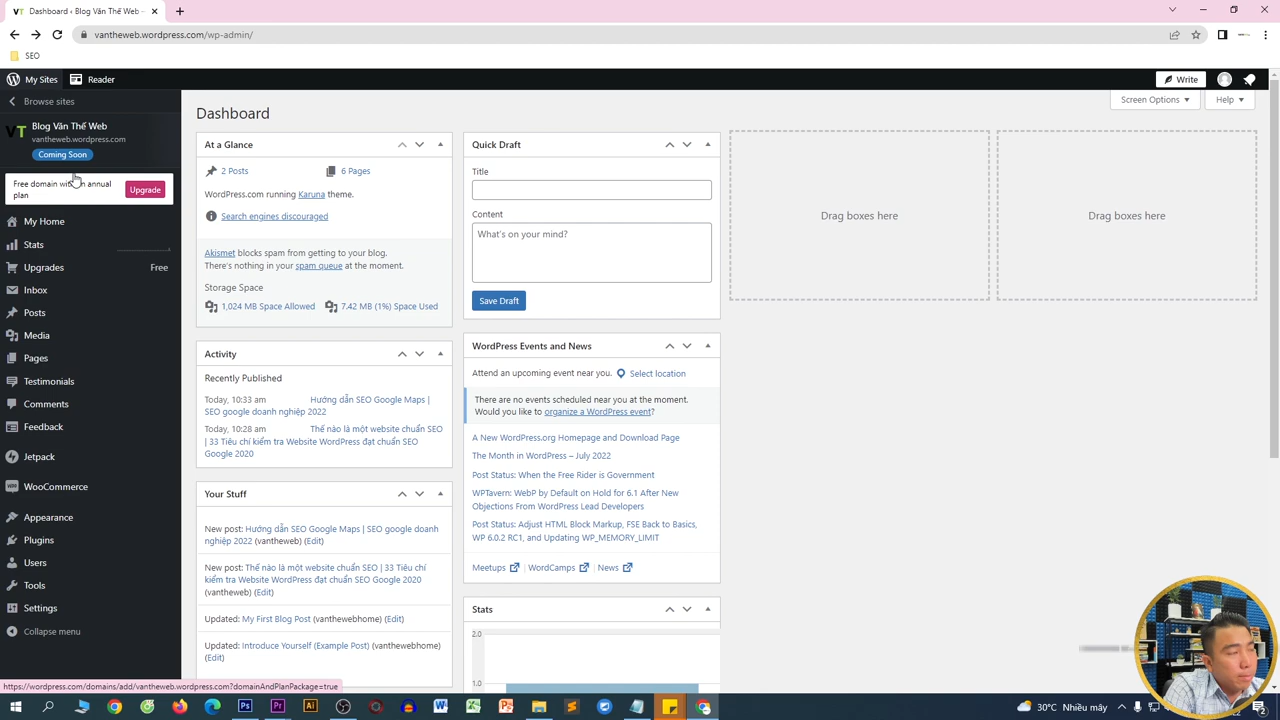 Dashboard ‹ Blog Văn Thế Web —
vantheweb.wordpress.com/wp-admin/
SEO
My Sites
Reader
Write
Browse sites
VT
Blog Văn Thế Web
vantheweb.wordpress.com
Coming Soon
Free domain with an annual
plan
Upgrade
My Home
Stats
Upgrades
Free
Inbox
Posts
Media
Pages
Testimonials
Comments
Feedback
Jetpack
WooCommerce
Appearance
Plugins
Users
Tools
Settings
Collapse menu
Dashboard
Screen Options
Help
At a Glance
2 Posts
6 Pages
WordPress.com running Karuna theme.
Search engines discouraged
Akismet blocks spam from getting to your blog.
There's nothing in your spam queue at the moment.
Storage Space
1,024 MB Space Allowed
7.42 MB (1%) Space Used
Activity
Recently Published
Today, 10:33 am Hướng dẫn SEO Google Maps |
SEO google doanh nghiệp 2022
Today, 10:28 am Thế nào là một website chuẩn SEO
| 33 Tiêu chí kiểm tra Website WordPress đạt chuẩn SEO
Google 2020
Your Stuff
New post: Hướng dẫn SEO Google Maps | SEO google doanh
nghiệp 2022 (vantheweb) (Edit)
New post: Thế nào là một website chuẩn SEO | 33 Tiêu chí
kiểm tra Website WordPress đạt chuẩn SEO Google 2020
(vantheweb) (Edit)
Updated: My First Blog Post (vanthewebhome) (Edit)
Updated: Introduce Yourself (Example Post) (vanthewebhome)
(Edit)
Quick Draft
Title
Content
What's on your mind?
Save Draft
WordPress Events and News
Attend an upcoming event near you. Select location
There are no events scheduled near you at the moment.
Would you like to organize a WordPress event?
A New WordPress.org Homepage and Download Page
The Month in WordPress – July 2022
Post Status: When the Free Rider is Government
WPTavern: WebP by Default on Hold for 6.1 After New
Objections From WordPress Lead Developers
Post Status: Adjust HTML Block Markup, FSE Back to Basics,
WP 6.0.2 RC1, and Updating WP_MEMORY_LIMIT
Meetups
WordCamps
News
Stats
2.0
1.0
Drag boxes here
Drag boxes here
https://wordpress.com/domains/add/vantheweb.wordpress.com?domainAndPlanPackage=true
30°C Nhiều mây